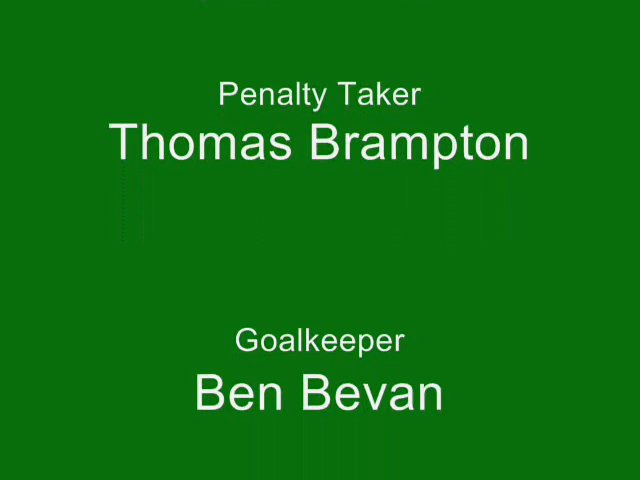 Penalty Taker
Thomas Brampton
Goalkeeper
Ben Bevan